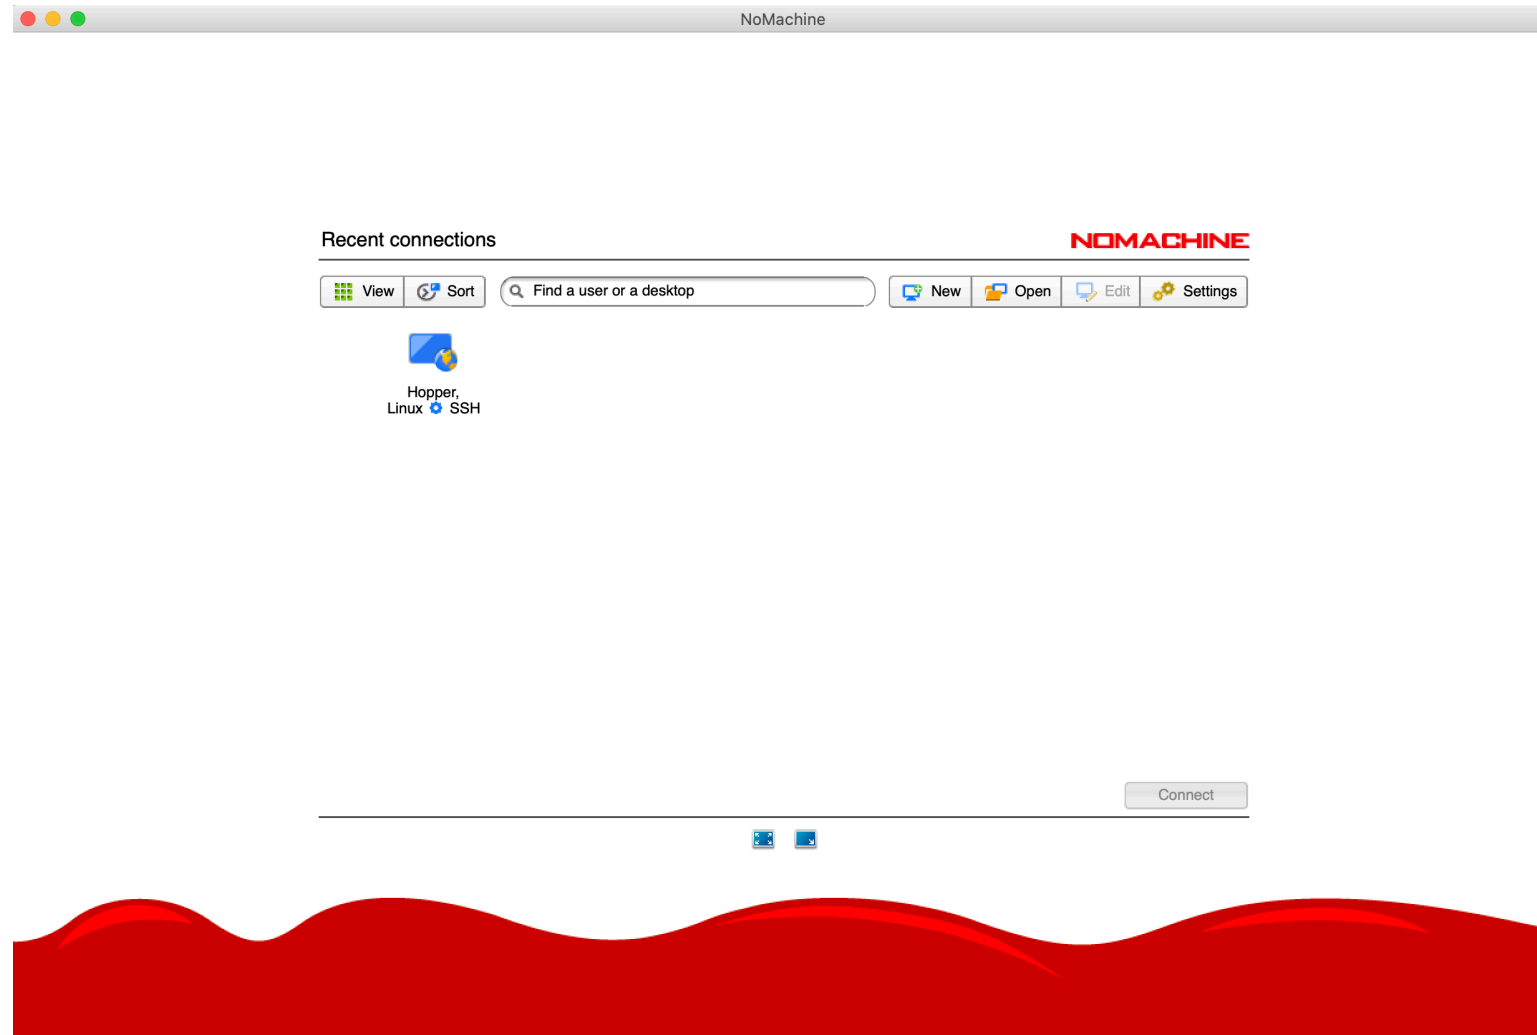 NoMachine
Recent connections
NOMACHINE
View
Sort
Find a user or a desktop
New
Open
Edit
Settings
Hopper,
Linux SSH
Connect